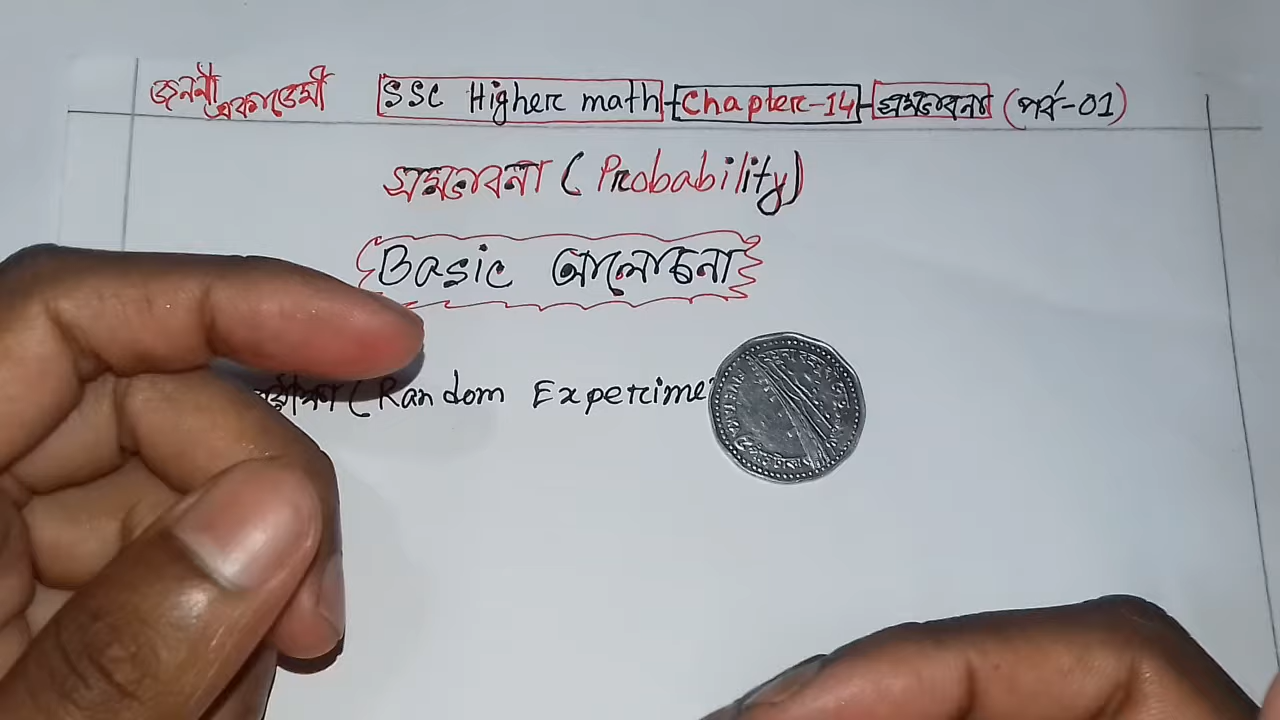 জননী একাডেমী SSC Higher math - Chapter-14 - সম্ভাবনা (পর্ব-01)
সম্ভাবনা (Probability)
Basic আলোচনা
(Random Experime